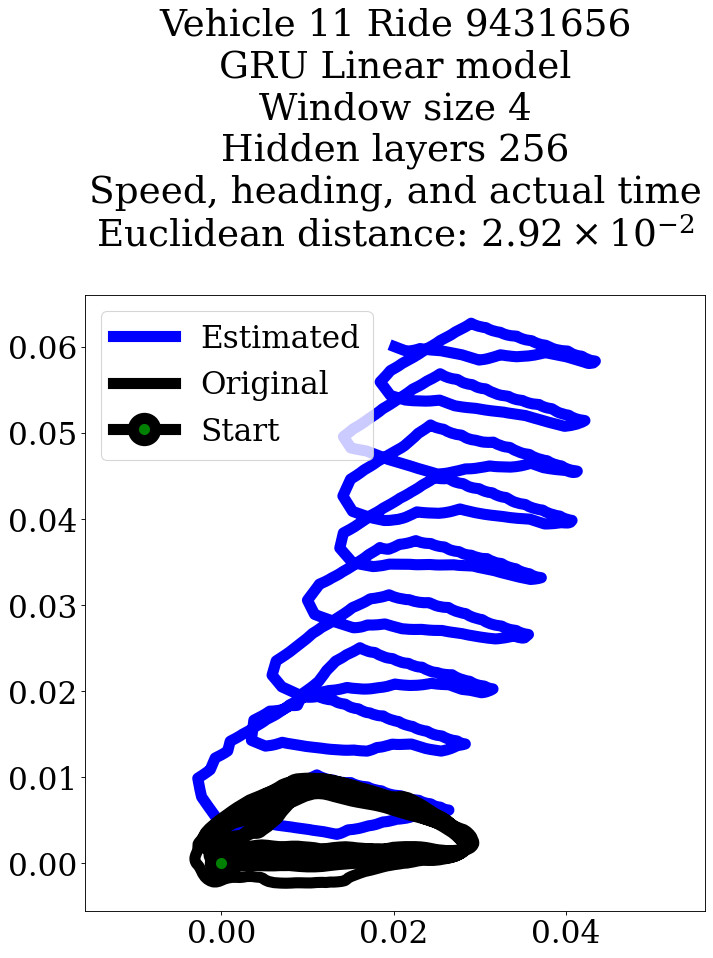 Vehicle 11 Ride 9431656
GRU Linear model
Window size 4
Hidden layers 256
Speed, heading, and actual time
Euclidean distance: 2.92 × 10⁻²
Estimated
Original
Start
0.06
0.05
0.04
0.03
0.02
0.01
0.00
0.00 0.02 0.04